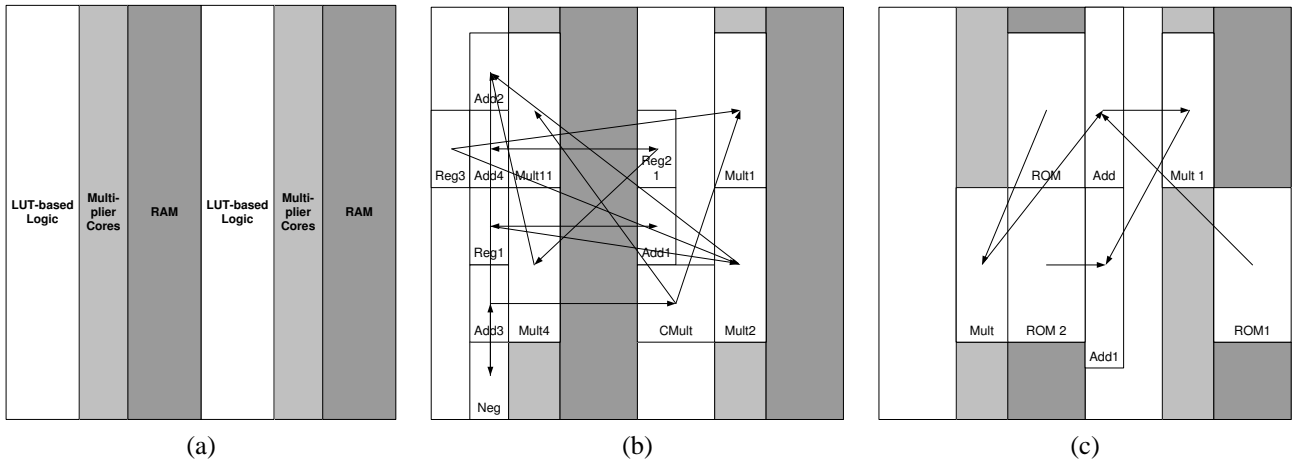 LUT-based
Logic
Multi-
plier
Cores
RAM
LUT-based
Logic
Multi-
plier
Cores
RAM
(a)
Add2
Reg3
Add4
Mult11
Reg2
1
Mult1
Reg1
Add1
Add3
Mult4
CMult
Mult2
Neg
(b)
ROM
Add
Mult 1
Mult
ROM 2
ROM1
Add1
(c)